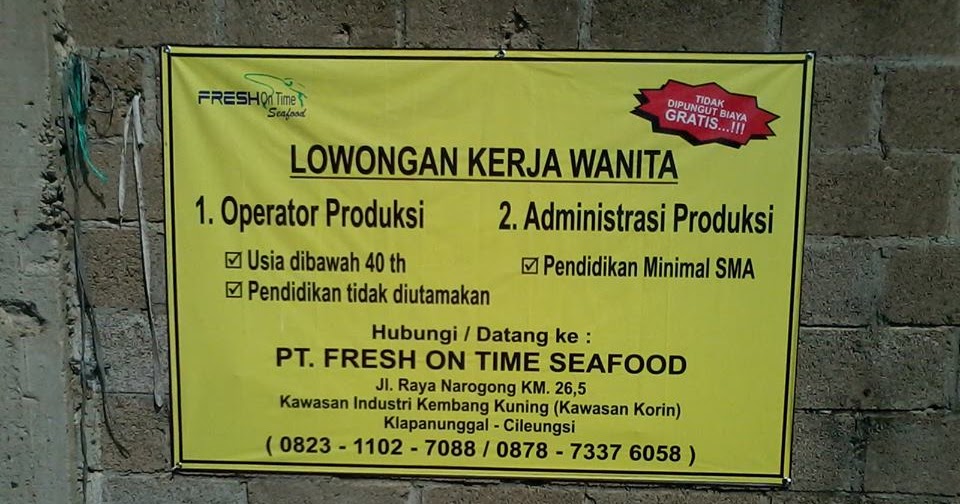 FRESH On Time
Seafood
TIDAK
DIPUNGUT BIAYA
GRATIS...!!!
LOWONGAN KERJA WANITA
1. Operator Produksi
☑ Usia dibawah 40 th
☑ Pendidikan tidak diutamakan
2. Administrasi Produksi
☑ Pendidikan Minimal SMA
Hubungi / Datang ke :
PT. FRESH ON TIME SEAFOOD
Jl. Raya Narogong KM. 26,5
Kawasan Industri Kembang Kuning (Kawasan Korin)
Klapanunggal - Cileungsi
( 0823 - 1102 - 7088 / 0878 - 7337 6058 )